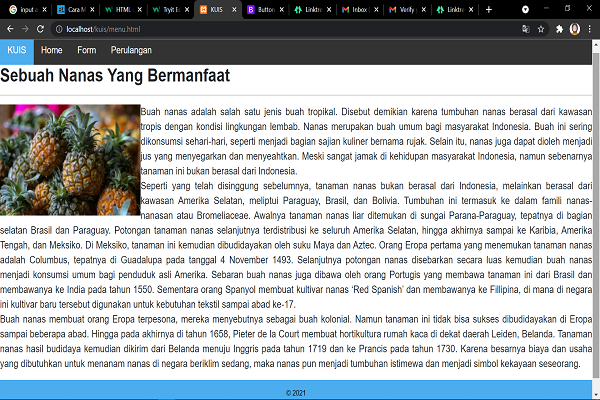 input a
Cara M
HTML
Tryit Ed
KUIS
Button
Linktre
Inbox (
Verify
Linktre
localhost/kuis/menu.html
KUIS Home Form Perulangan
Sebuah Nanas Yang Bermanfaat
Buah nanas adalah salah satu jenis buah tropikal. Disebut demikian karena tumbuhan nanas berasal dari kawasan
tropis dengan kondisi lingkungan lembab. Nanas merupakan buah umum bagi masyarakat Indonesia. Buah ini sering
dikonsumsi sehari-hari, seperti menjadi bagian sajian kuliner bernama rujak. Selain itu, nanas juga dapat dioleh menjadi
jus yang menyegarkan dan menyeahtkan. Meski sangat jamak di kehidupan masyarakat Indonesia, namun sebenarnya
tanaman ini bukan berasal dari Indonesia.
Seperti yang telah disinggung sebelumnya, tanaman nanas bukan berasal dari Indonesia, melainkan berasal dari
kawasan Amerika Selatan, meliptui Paraguay, Brasil, dan Bolivia. Tumbuhan ini termasuk ke dalam famili nanas-
nanasan atau Bromeliaceae. Awalnya tanaman nanas liar ditemukan di sungai Parana-Paraguay, tepatnya di bagian
selatan Brasil dan Paraguay. Potongan tanaman nanas selanjutnya terdistribusi ke seluruh Amerika Selatan, hingga akhirnya sampai ke Karibia, Amerika
Tengah, dan Meksiko. Di Meksiko, tanaman ini kemudian dibudidayakan oleh suku Maya dan Aztec. Orang Eropa pertama yang menemukan tanaman nanas
adalah Columbus, tepatnya di Guadalupa pada tanggal 4 November 1493. Selanjutnya potongan nanas disebarkan secara luas kemudian buah nanas
menjadi konsumsi umum bagi penduduk asli Amerika. Sebaran buah nanas juga dibawa oleh orang Portugis yang membawa tanaman ini dari Brasil dan
membawanya ke India pada tahun 1550. Sementara orang Spanyol membuat kultivar nanas ‘Red Spanish’ dan membawanya ke Fillipina, di mana di negara
ini kultivar baru tersebut digunakan untuk kebutuhan tekstil sampai abad ke-17.
Buah nanas membuat orang Eropa terpesona, mereka menyebutnya sebagai buah kolonial. Namun tanaman ini tidak bisa sukses dibudidayakan di Eropa
sampai beberapa abad. Hingga pada akhirnya di tahun 1658, Pieter de la Court membuat hortikultura rumah kaca di dekat daerah Leiden, Belanda. Tanaman
nanas hasil budidaya kemudian dikirim dari Belanda menuju Inggris pada tahun 1719 dan ke Prancis pada tahun 1730. Karena besarnya biaya dan usaha
yang dibutuhkan untuk menanam nanas di negara beriklim sedang, maka nanas pun menjadi tumbuhan istimewa dan menjadi simbol kekayaan seseorang.
© 2021